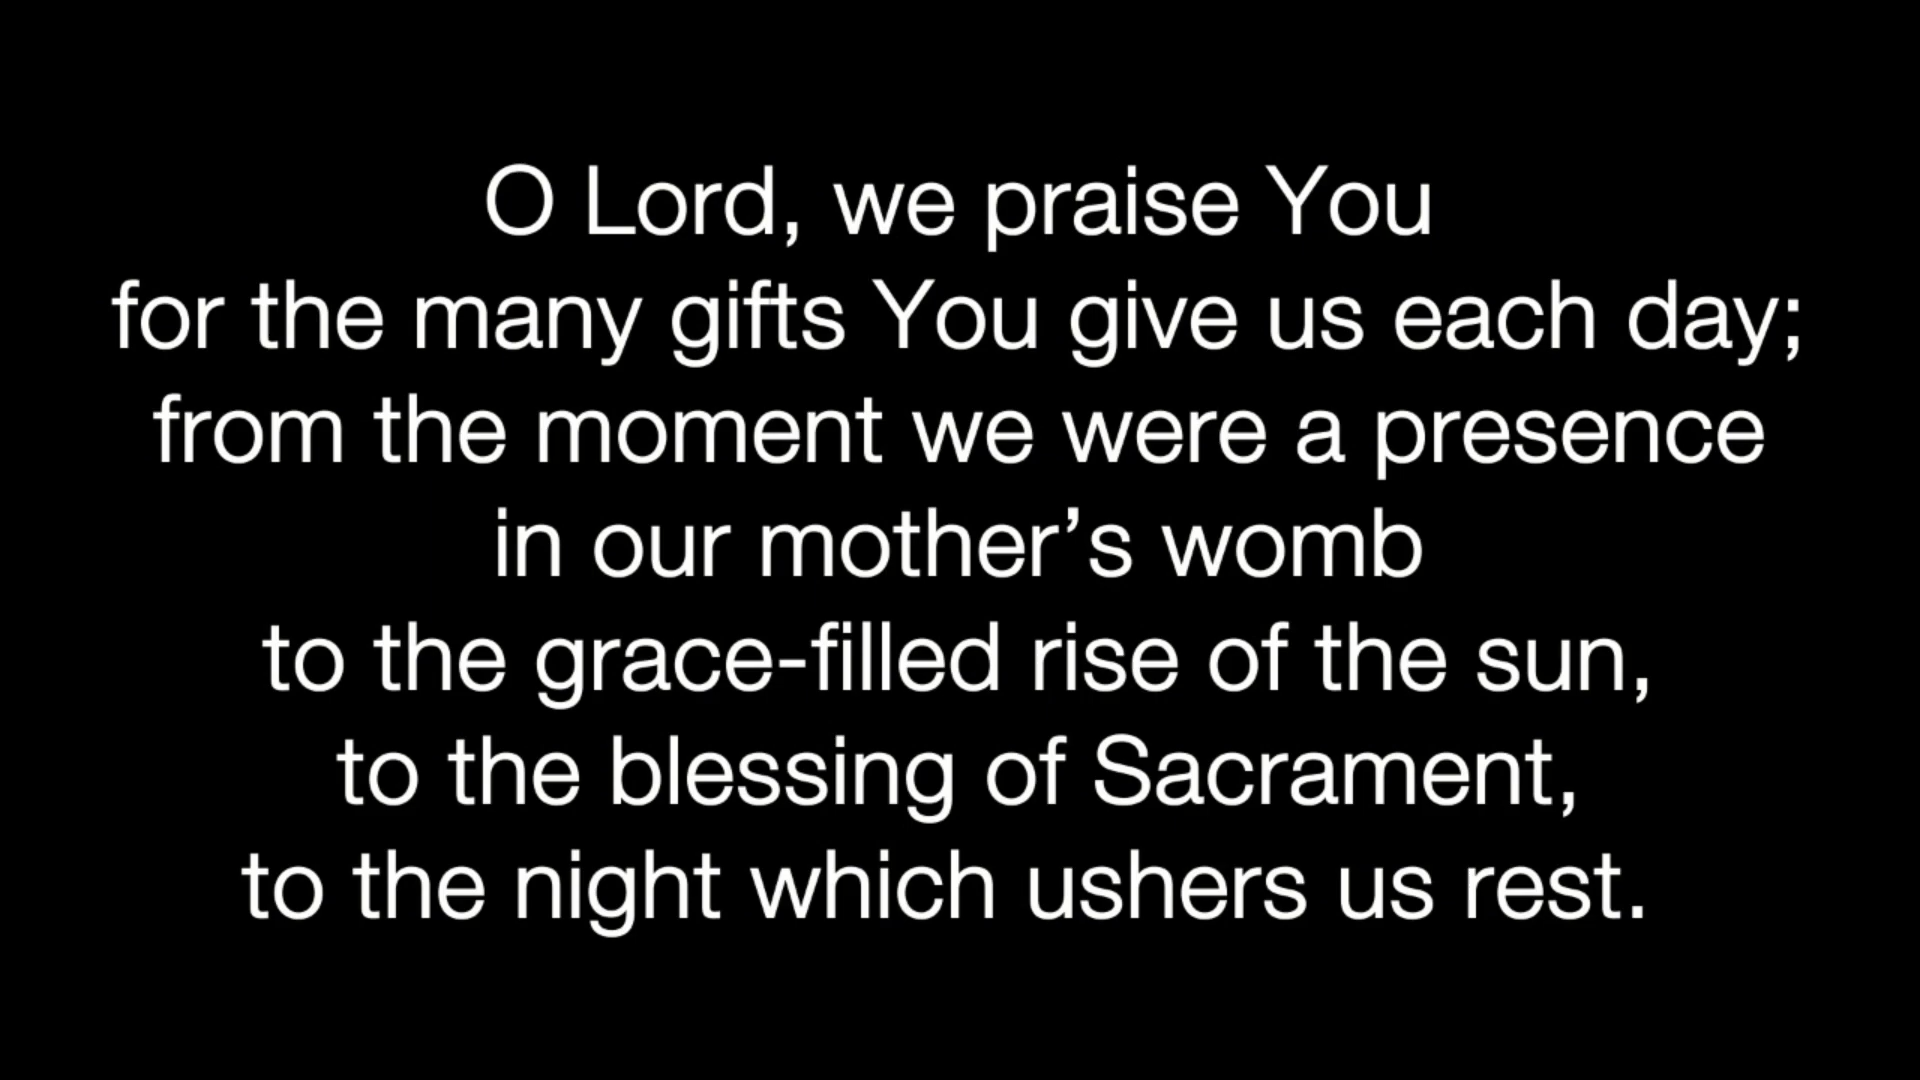 O Lord, we praise You
for the many gifts You give us each day;
from the moment we were a presence
in our mother’s womb
to the grace-filled rise of the sun,
to the blessing of Sacrament,
to the night which ushers us rest.